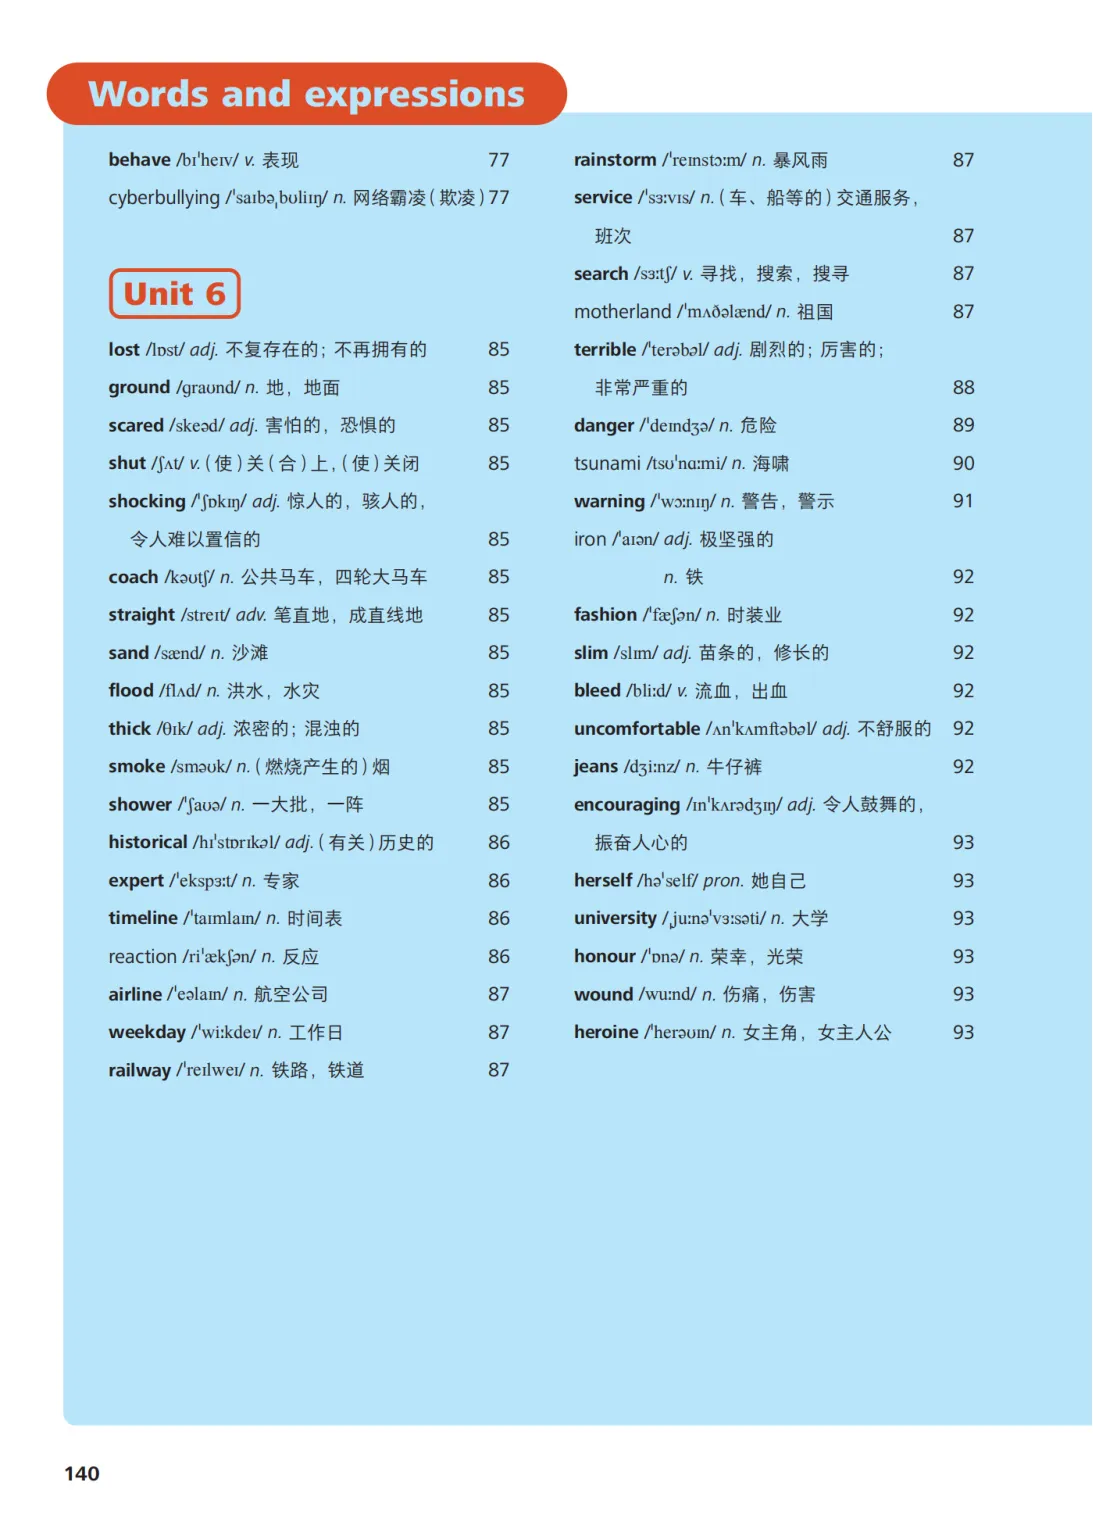 Words and expressions
behave /bɪˈheɪv/ v. 表现 77
cyberbullying /ˈsaɪbəˌbʊliɪŋ/ n. 网络霸凌(欺凌)77
Unit 6
lost /lɒst/ adj. 不复存在的；不再拥有的 85
ground /ɡraʊnd/ n. 地，地面 85
scared /skeəd/ adj. 害怕的，恐惧的 85
shut /ʃʌt/ v.(使)关(合)上,(使)关闭 85
shocking /ˈʃɒkɪŋ/ adj. 惊人的，骇人的，
令人难以置信的 85
coach /kəʊtʃ/ n. 公共马车，四轮大马车 85
straight /streɪt/ adv. 笔直地，成直线地 85
sand /sænd/ n. 沙滩 85
flood /flʌd/ n. 洪水，水灾 85
thick /θɪk/ adj. 浓密的；混浊的 85
smoke /sməʊk/ n.(燃烧产生的)烟 85
shower /ˈʃaʊə/ n. 一大批，一阵 85
historical /hɪˈstɒrɪkəl/ adj.(有关)历史的 86
expert /ˈekspɜːt/ n. 专家 86
timeline /ˈtaɪmlaɪn/ n. 时间表 86
reaction /riˈækʃən/ n. 反应 86
airline /ˈeəlaɪn/ n. 航空公司 87
weekday /ˈwiːkdeɪ/ n. 工作日 87
railway /ˈreɪlweɪ/ n. 铁路，铁道 87
rainstorm /ˈreɪnstɔːm/ n. 暴风雨 87
service /ˈsɜːvɪs/ n.(车、船等的)交通服务，
班次 87
search /sɜːtʃ/ v. 寻找，搜索，搜寻 87
motherland /ˈmʌðəlænd/ n. 祖国 87
terrible /ˈterəbəl/ adj. 剧烈的；厉害的；
非常严重的 88
danger /ˈdeɪndʒə/ n. 危险 89
tsunami /tsʊˈnɑːmi/ n. 海啸 90
warning /ˈwɔːnɪŋ/ n. 警告，警示 91
iron /ˈaɪən/ adj. 极坚强的
n. 铁 92
fashion /ˈfæʃən/ n. 时装业 92
slim /slɪm/ adj. 苗条的，修长的 92
bleed /bliːd/ v. 流血，出血 92
uncomfortable /ʌnˈkʌmftəbəl/ adj. 不舒服的 92
jeans /dʒiːnz/ n. 牛仔裤 92
encouraging /ɪnˈkʌrədʒɪŋ/ adj. 令人鼓舞的，
振奋人心的 93
herself /həˈself/ pron. 她自己 93
university /ˌjuːnəˈvɜːsəti/ n. 大学 93
honour /ˈɒnə/ n. 荣幸，光荣 93
wound /wuːnd/ n. 伤痛，伤害 93
heroine /ˈherəʊɪn/ n. 女主角，女主人公 93
140